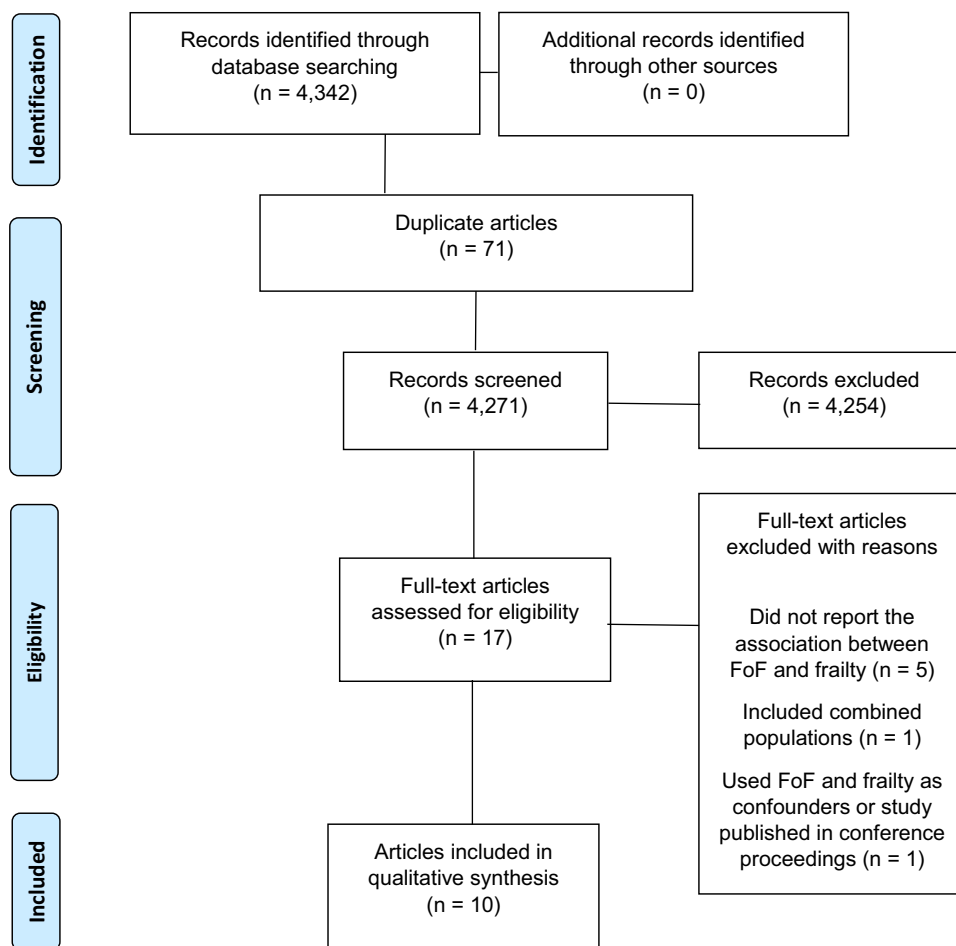 Identification
Records identified through
database searching
(n = 4,342)
Additional records identified
through other sources
(n = 0)
Screening
Duplicate articles
(n = 71)
Records screened
(n = 4,271)
Records excluded
(n = 4,254)
Eligibility
Full-text articles
assessed for eligibility
(n = 17)
Full-text articles
excluded with reasons
Did not report the
association between
FoF and frailty (n = 5)
Included combined
populations (n = 1)
Used FoF and frailty as
confounders or study
published in conference
proceedings (n = 1)
Included
Articles included in
qualitative synthesis
(n = 10)